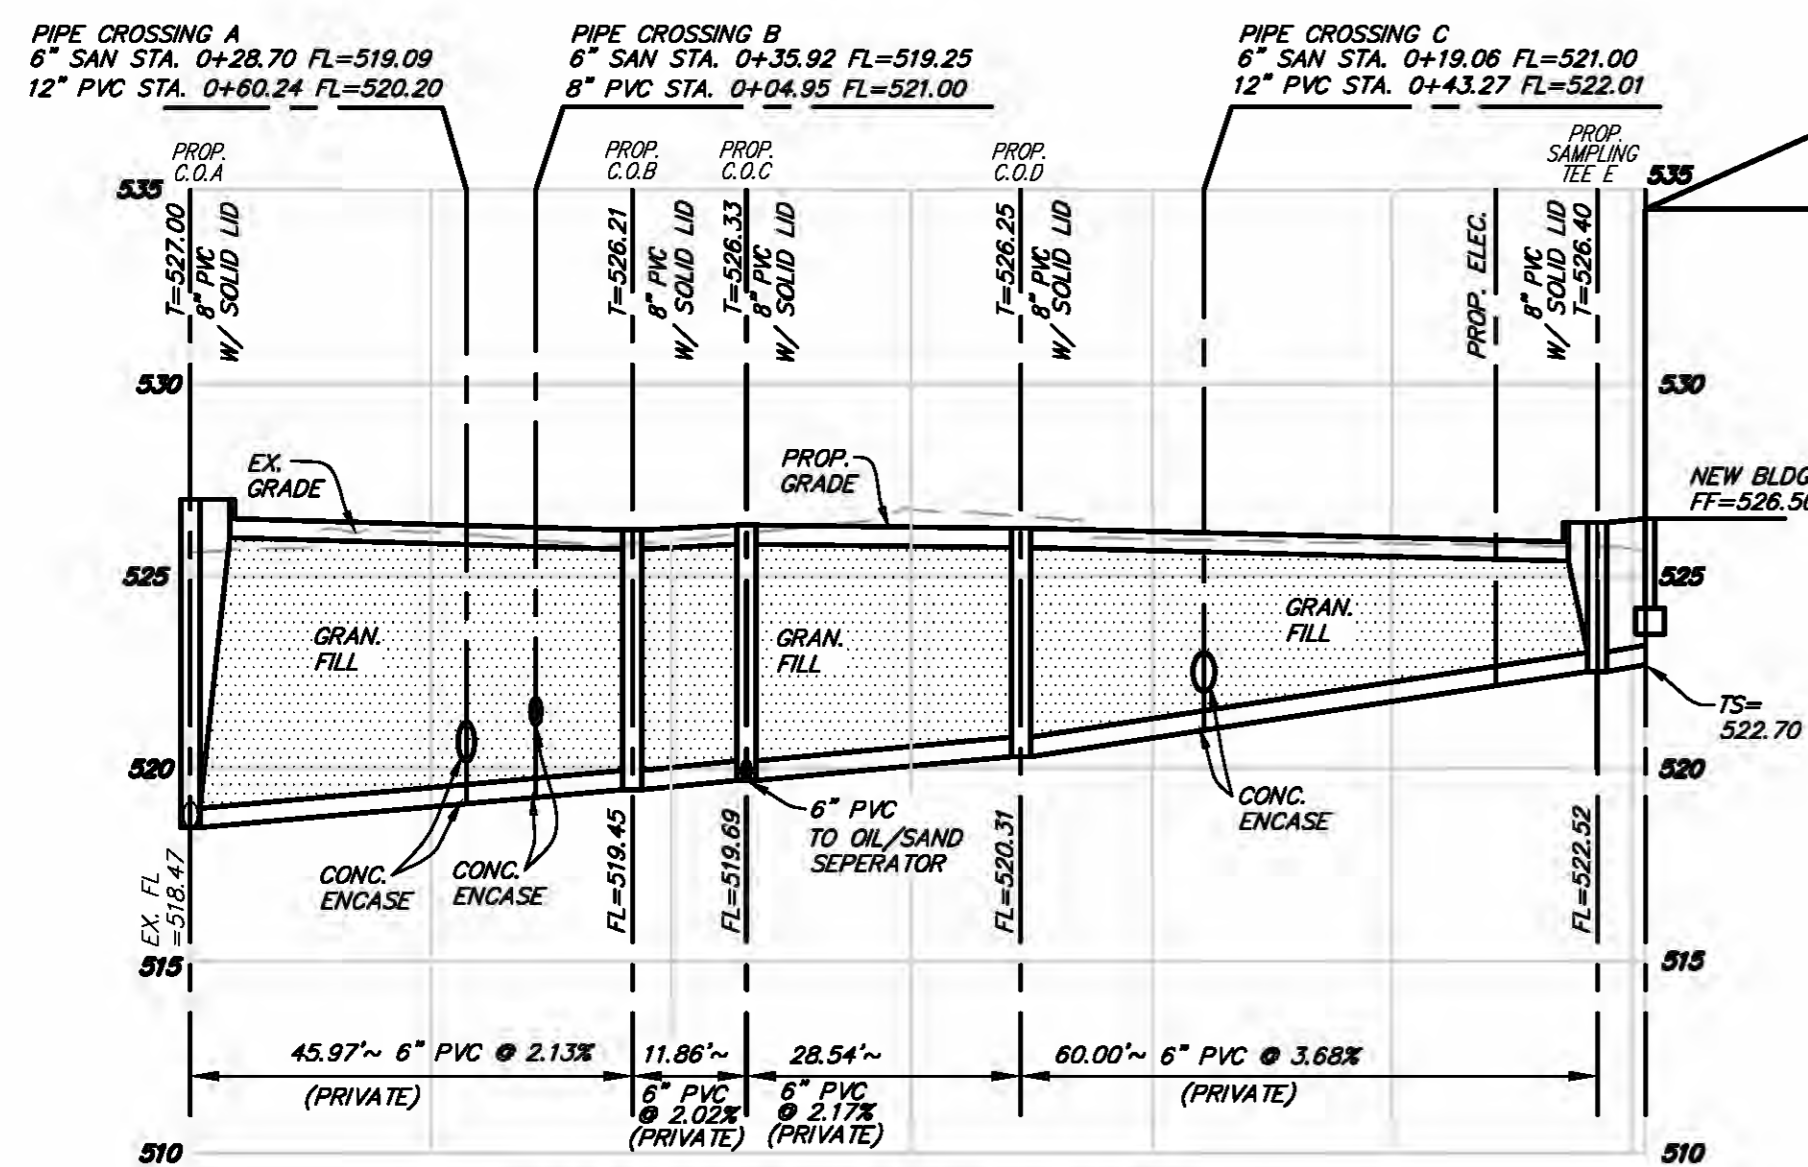 PIPE CROSSING A
6" SAN STA. 0+28.70 FL=519.09
12" PVC STA. 0+60.24 FL=520.20
PIPE CROSSING B
6" SAN STA. 0+35.92 FL=519.25
8" PVC STA. 0+04.95 FL=521.00
PIPE CROSSING C
6" SAN STA. 0+19.06 FL=521.00
12" PVC STA. 0+43.27 FL=522.01
PROP.
C.O.A
PROP.
C.O.B
PROP.
C.O.C
PROP.
C.O.D
PROP.
SAMPLING
TEE E
535
535
T=527.00
8" PVC
W/ SOLID LID
T=526.21
8" PVC
W/ SOLID LID
T=526.33
8" PVC
W/ SOLID LID
T=526.25
8" PVC
W/ SOLID LID
PROP. ELEC.
8" PVC
W/ SOLID LID
T=526.40
530
530
EX.
GRADE
PROP.
GRADE
NEW BLDG
525
525
GRAN.
FILL
GRAN.
FILL
GRAN.
FILL
TS=
522.70
520
520
6" PVC
TO OIL/SAND
SEPERATOR
CONC.
ENCASE
CONC.
ENCASE
CONC.
ENCASE
EX. FL
=518.47
FL=519.45
FL=519.69
FL=520.31
FL=522.52
515
515
45.97'~ 6" PVC @ 2.13%
(PRIVATE)
11.86'~
6" PVC
@ 2.02%
(PRIVATE)
28.54'~
6" PVC
@ 2.17%
(PRIVATE)
60.00'~ 6" PVC @ 3.68%
(PRIVATE)
510
510